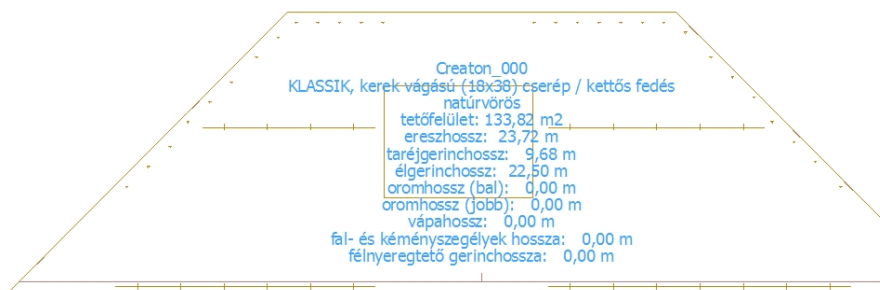 Creaton_000
KLASSIK, kerek vágású (18x38) cserép / kettős fedés
natúrvörös
tetőfelület: 133,82 m2
ereszhossz: 23,72 m
taréjgerinchossz: 9,68 m
élgerinchossz: 22,50 m
oromhossz (bal): 0,00 m
oromhossz (jobb): 0,00 m
vápahossz: 0,00 m
fal- és kéményszegélyek hossza: 0,00 m
félnyeregtető gerinchossza: 0,00 m